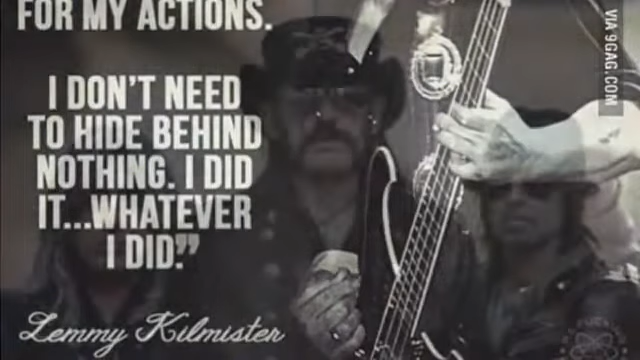 FOR MY ACTIONS.
I DON'T NEED
TO HIDE BEHIND
NOTHING. I DID
IT...WHATEVER
I DID."
Lemmy Kilmister
VIA 9GAG.COM